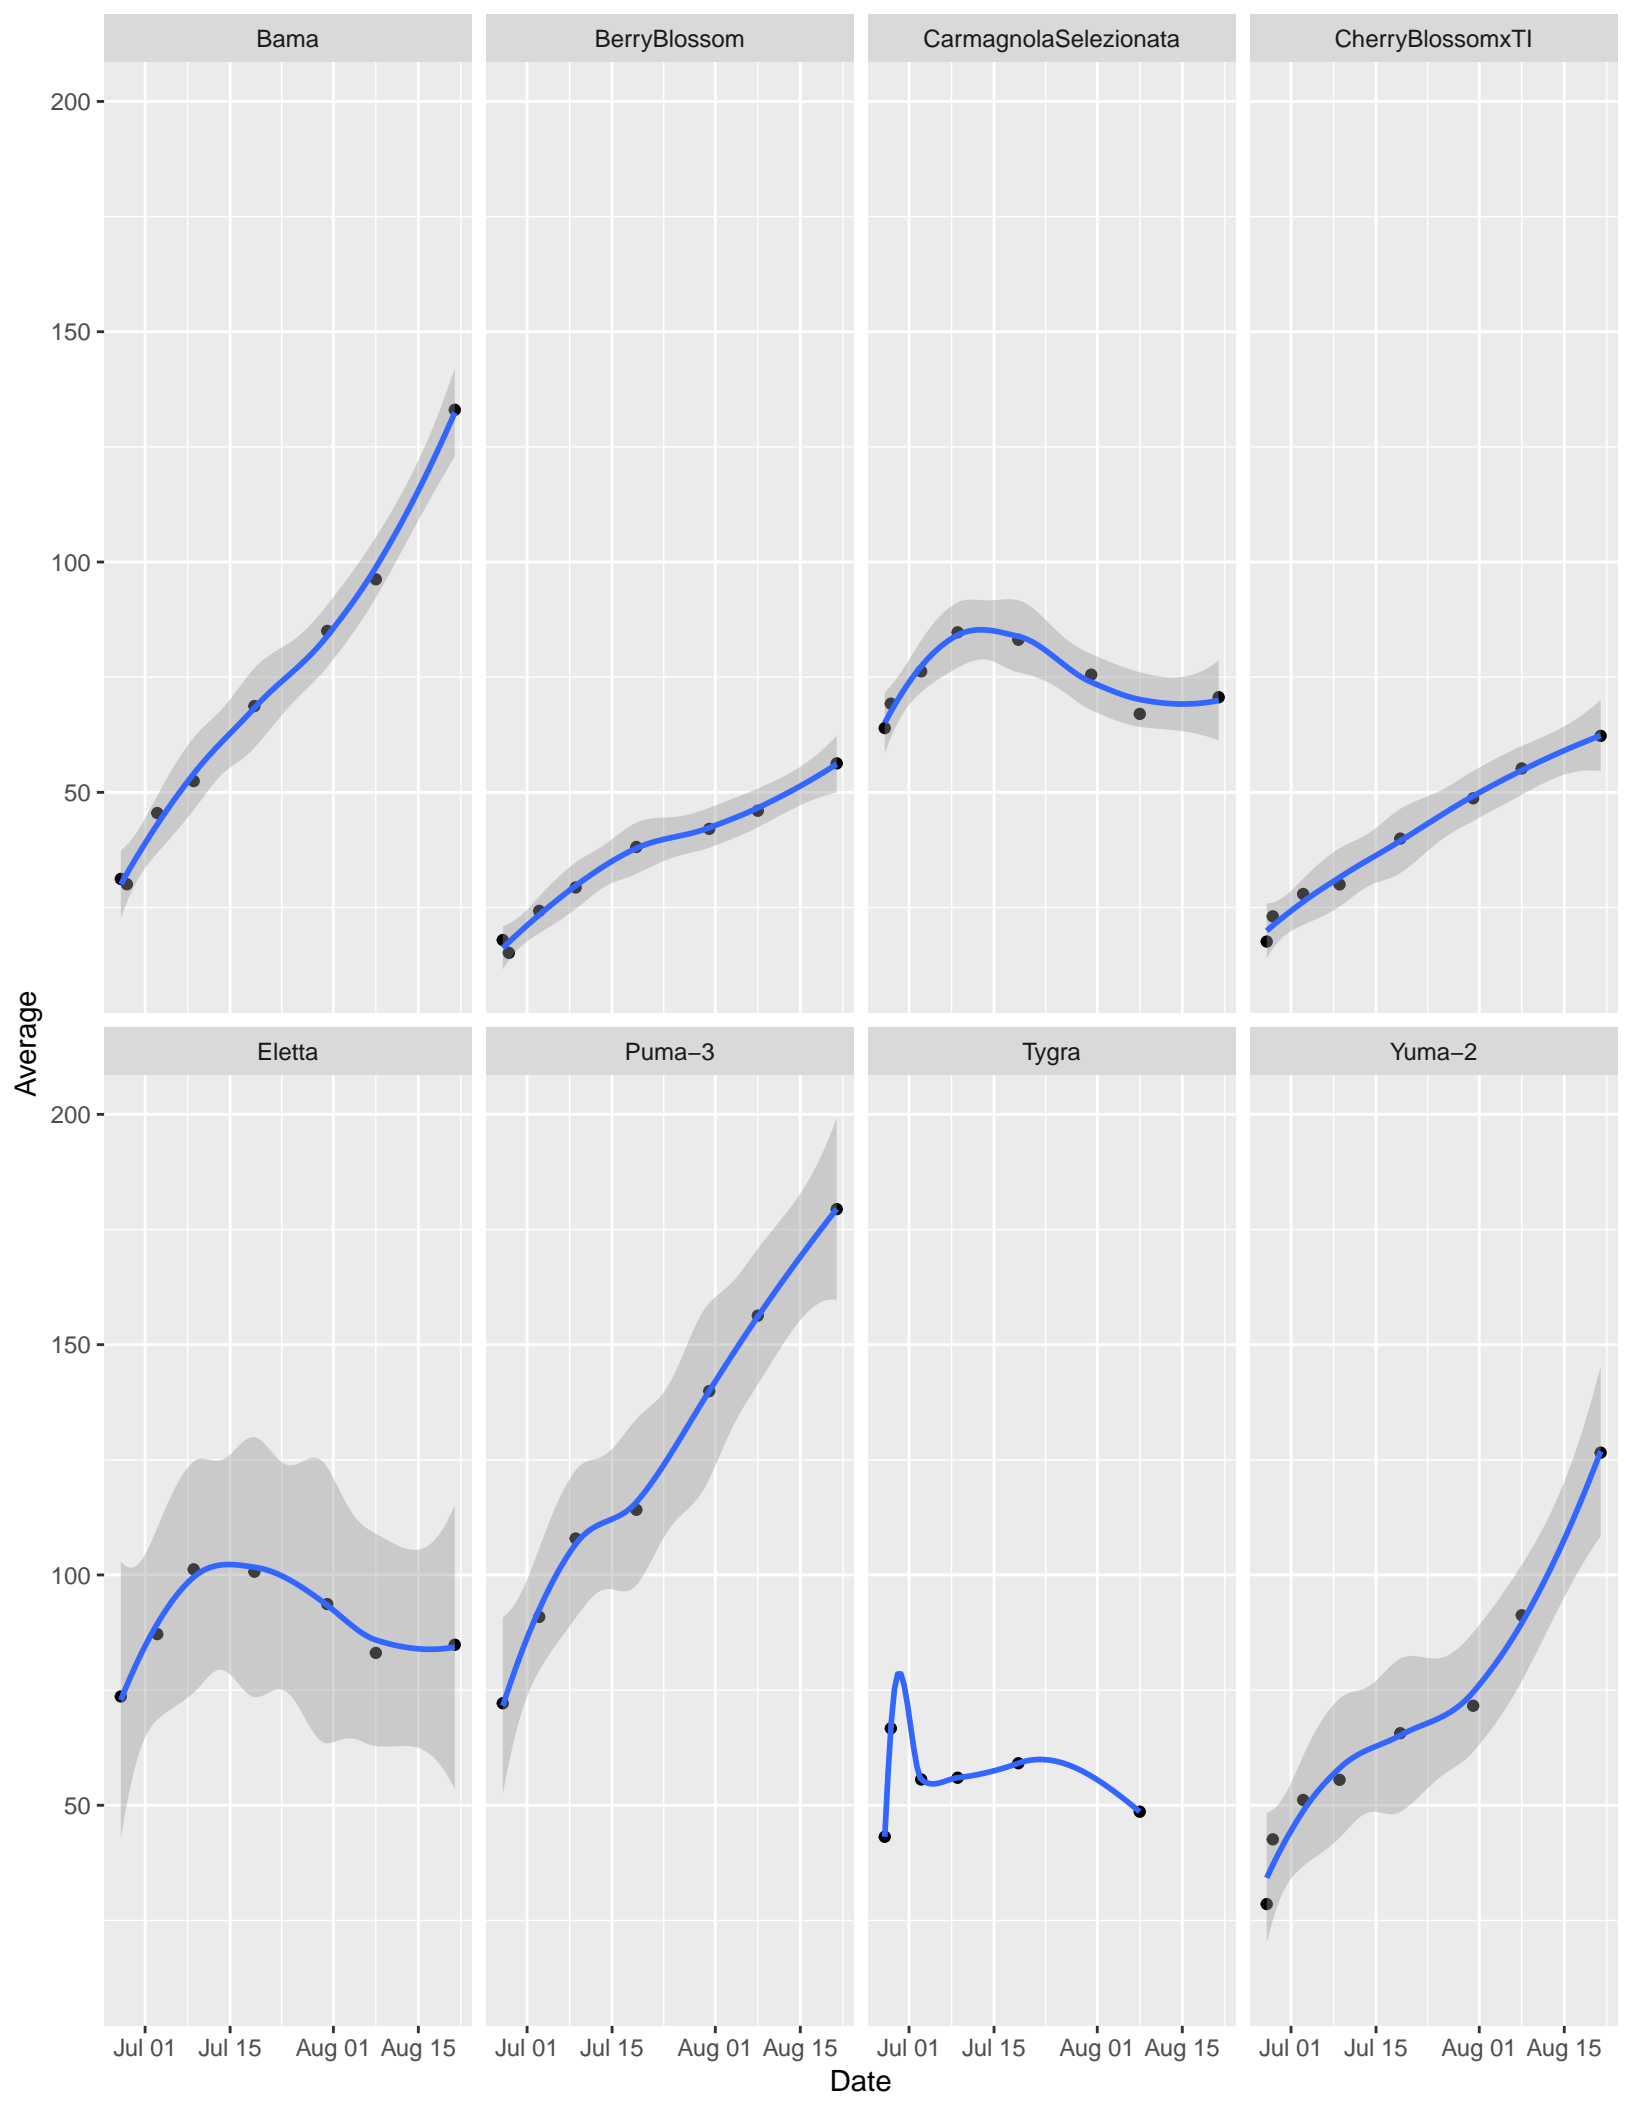 Bama BerryBlossom CarmagnolaSelezionata CherryBlossomxTI
200
150
100
50
Average
Eletta Puma−3 Tygra Yuma−2
200
150
100
50
Jul 01 Jul 15 Aug 01 Aug 15 Jul 01 Jul 15 Aug 01 Aug 15 Jul 01 Jul 15 Aug 01 Aug 15 Jul 01 Jul 15 Aug 01 Aug 15
Date